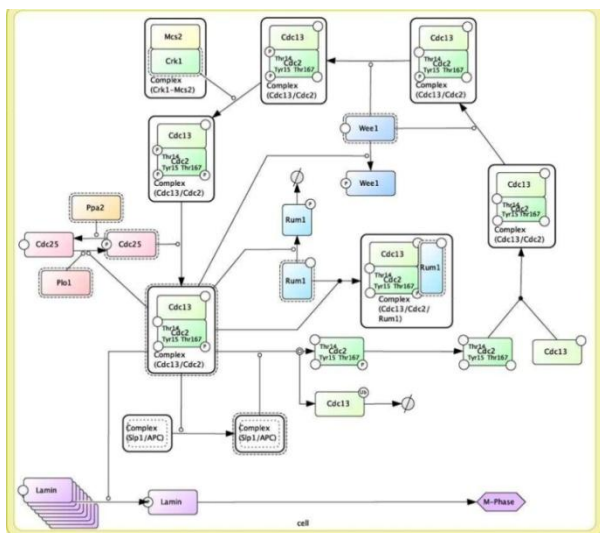 Mcs2
Crk1
Complex
(Crk1-Mcs2)
Cdc13
Thr14
Cdc2
Tyr15 Thr167
P
P
Complex
(Cdc13/Cdc2)
Cdc13
Thr14
Cdc2
Tyr15 Thr167
P
Complex
(Cdc13/Cdc2)
Cdc13
Thr14
Cdc2
Tyr15 Thr167
P
P
P
Complex
(Cdc13/Cdc2)
Wee1
P
Wee1
Cdc13
Thr14
Cdc2
Tyr15 Thr167
Complex
(Cdc13/Cdc2)
Ppa2
Cdc25
P
Cdc25
Plo1
Rum1
P
Rum1
Cdc13
Thr14
Cdc2
Tyr15 Thr167
P
Rum1
Complex
(Cdc13/Cdc2/
Rum1)
Cdc13
Thr14
Cdc2
Tyr15 Thr167
P
Complex
(Cdc13/Cdc2)
Thr14
Cdc2
Tyr15 Thr167
P
Thr14
Cdc2
Tyr15 Thr167
Cdc13
Cdc13
Ub
Complex
(Slp1/APC)
Complex
(Slp1/APC)
Lamin
P
Lamin
M-Phase
cell